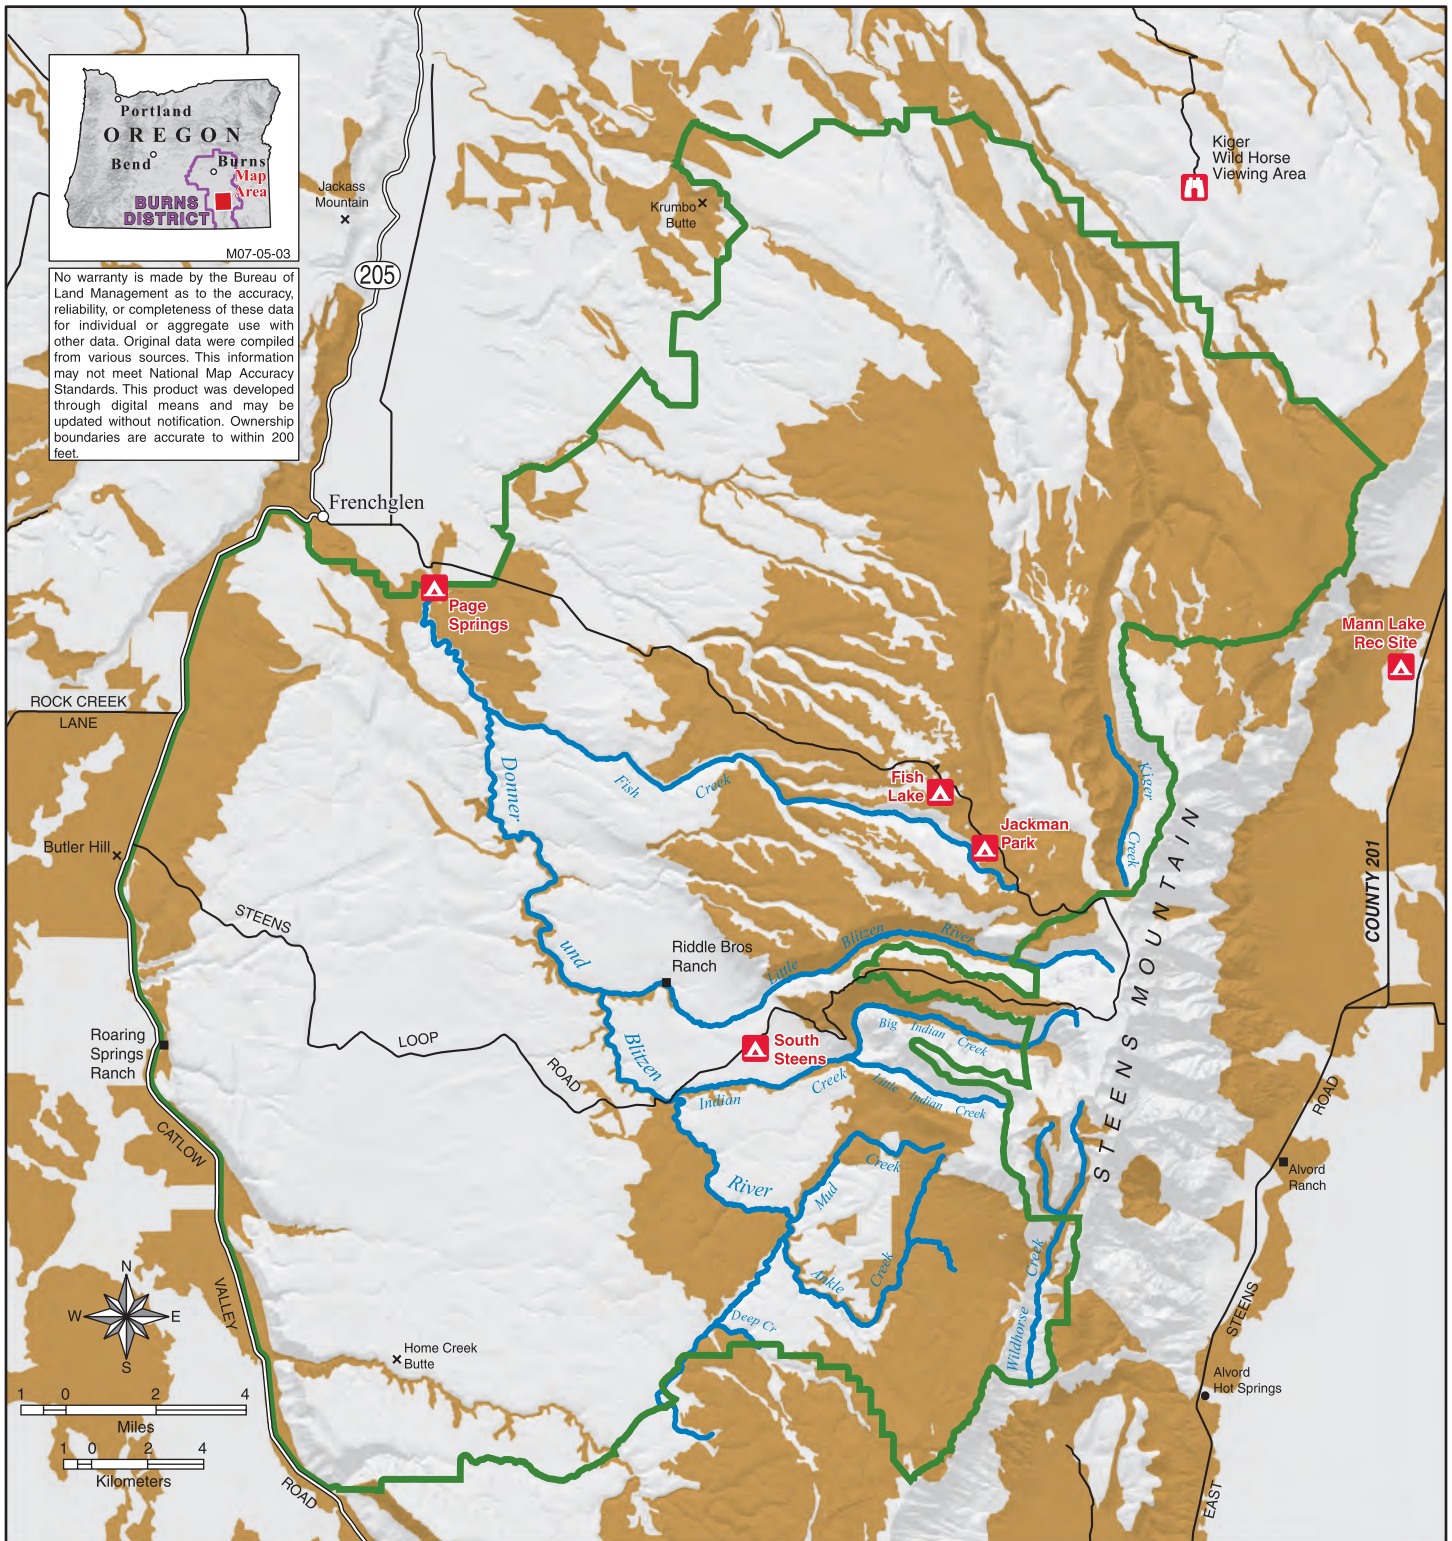 Portland
OREGON
Bend
Burns
Map
Area
BURNS
DISTRICT
M07-05-03
No warranty is made by the Bureau of
Land Management as to the accuracy,
reliability, or completeness of these data
for individual or aggregate use with
other data. Original data were compiled
from various sources. This information
may not meet National Map Accuracy
Standards. This product was developed
through digital means and may be
updated without notification. Ownership
boundaries are accurate to within 200
feet.
Jackass
Mountain
205
Krumbo
Butte
Kiger
Wild Horse
Viewing Area
Frenchglen
Page
Springs
Mann Lake
Rec Site
ROCK CREEK
LANE
Donner
Fish
Creek
Fish
Lake
Jackman
Park
Kiger
Creek
Butler Hill
STEENS
und
Riddle Bros
Ranch
Little
Blitzen
River
STEENS MOUNTAIN
COUNTY 201
Roaring
Springs
Ranch
LOOP
ROAD
Blitzen
South
Steens
Big Indian Creek
Indian
Creek
Little Indian Creek
CATLOW
ROAD
Alvord
Ranch
River
Mud
Creek
Ankle
Creek
Wildhorse
Creek
Deep Cr
VALLEY
STEENS
N
W
E
S
Home Creek
Butte
Alvord
Hot Springs
1 0 2 4
Miles
1 0 2 4
Kilometers
ROAD
EAST